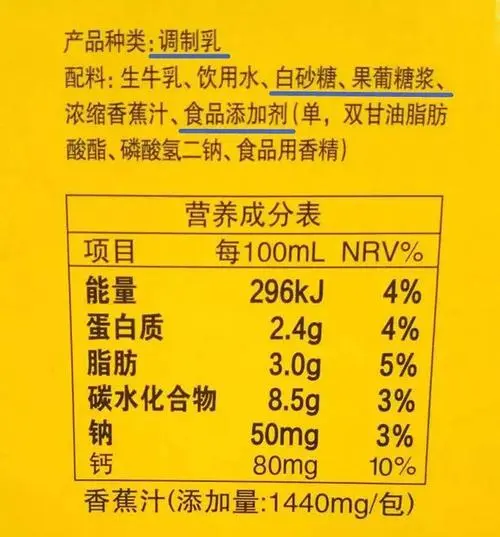 产品种类:调制乳
配料:生牛乳、饮用水、白砂糖、果葡糖浆、
浓缩香蕉汁、食品添加剂(单，双甘油脂肪
酸酯、磷酸氢二钠、食品用香精)
营养成分表
项目 每100mL NRV%
能量 296kJ 4%
蛋白质 2.4g 4%
脂肪 3.0g 5%
碳水化合物 8.5g 3%
钠 50mg 3%
钙 80mg 10%
香蕉汁(添加量:1440mg/包)